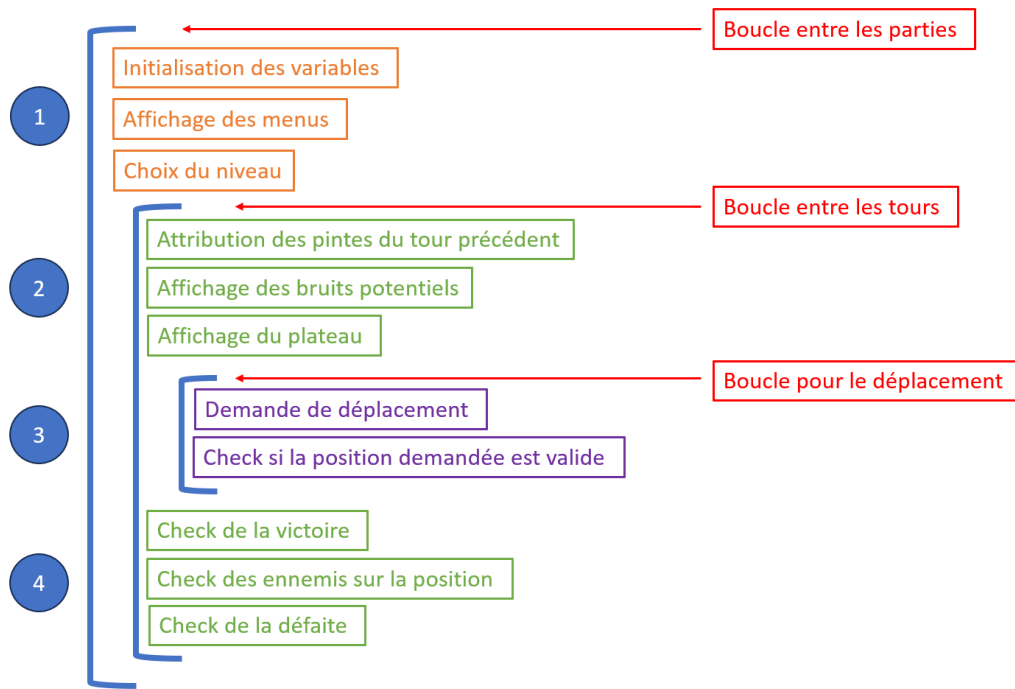 Boucle entre les parties
Initialisation des variables
1
Affichage des menus
Choix du niveau
Boucle entre les tours
Attribution des pintes du tour précédent
2
Affichage des bruits potentiels
Affichage du plateau
Boucle pour le déplacement
Demande de déplacement
3
Check si la position demandée est valide
Check de la victoire
4
Check des ennemis sur la position
Check de la défaite